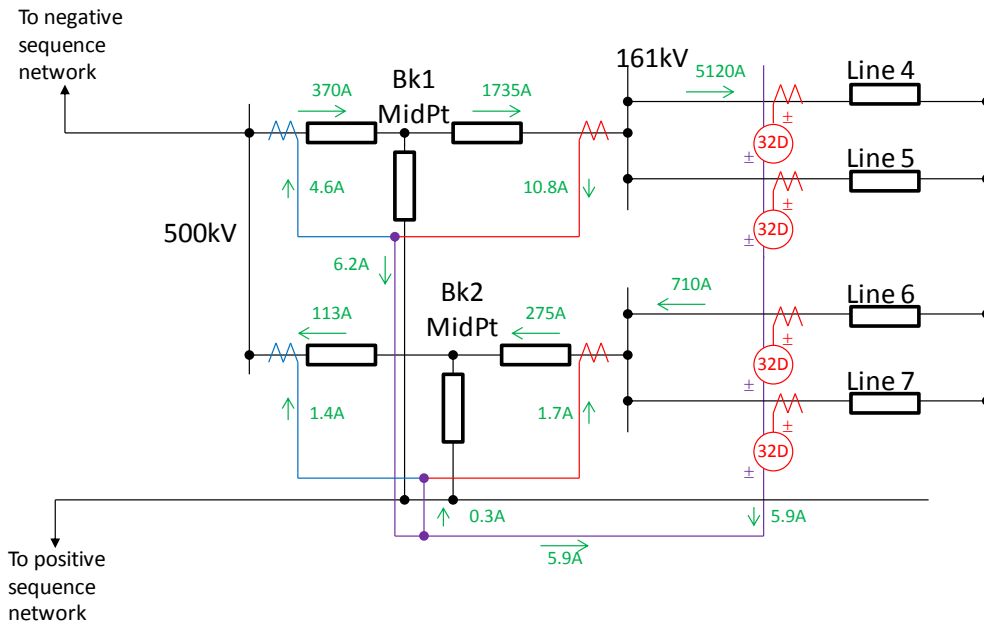 To negative
sequence
network
370A
Bk1
MidPt
1735A
161kV
5120A
Line 4
±
32D
±
4.6A
10.8A
Line 5
±
32D
±
500kV
6.2A
113A
Bk2
MidPt
275A
710A
Line 6
±
32D
±
1.4A
1.7A
Line 7
±
32D
±
0.3A
5.9A
5.9A
To positive
sequence
network